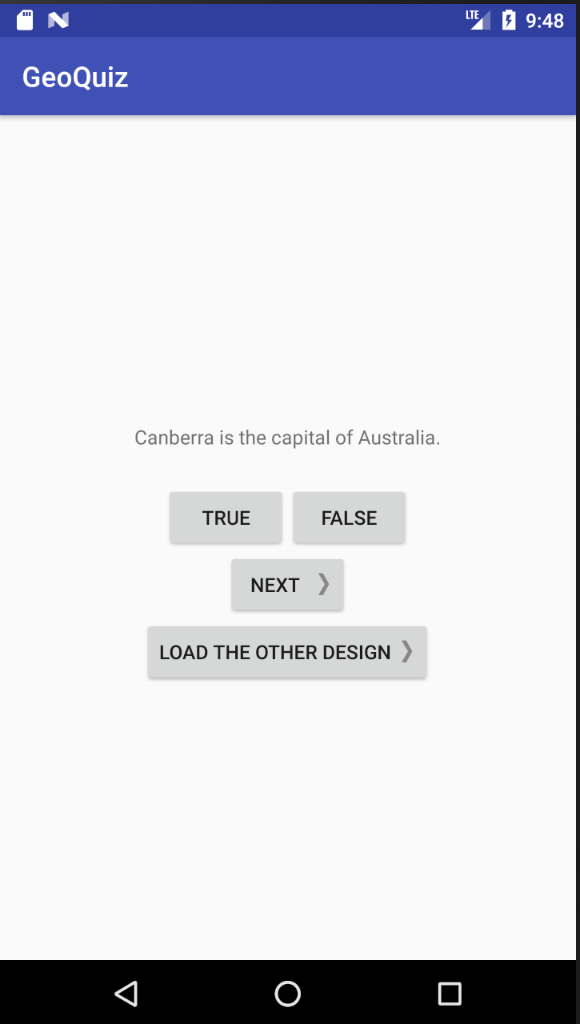 LTE 9:48
GeoQuiz
Canberra is the capital of Australia.
TRUE FALSE
NEXT
LOAD THE OTHER DESIGN